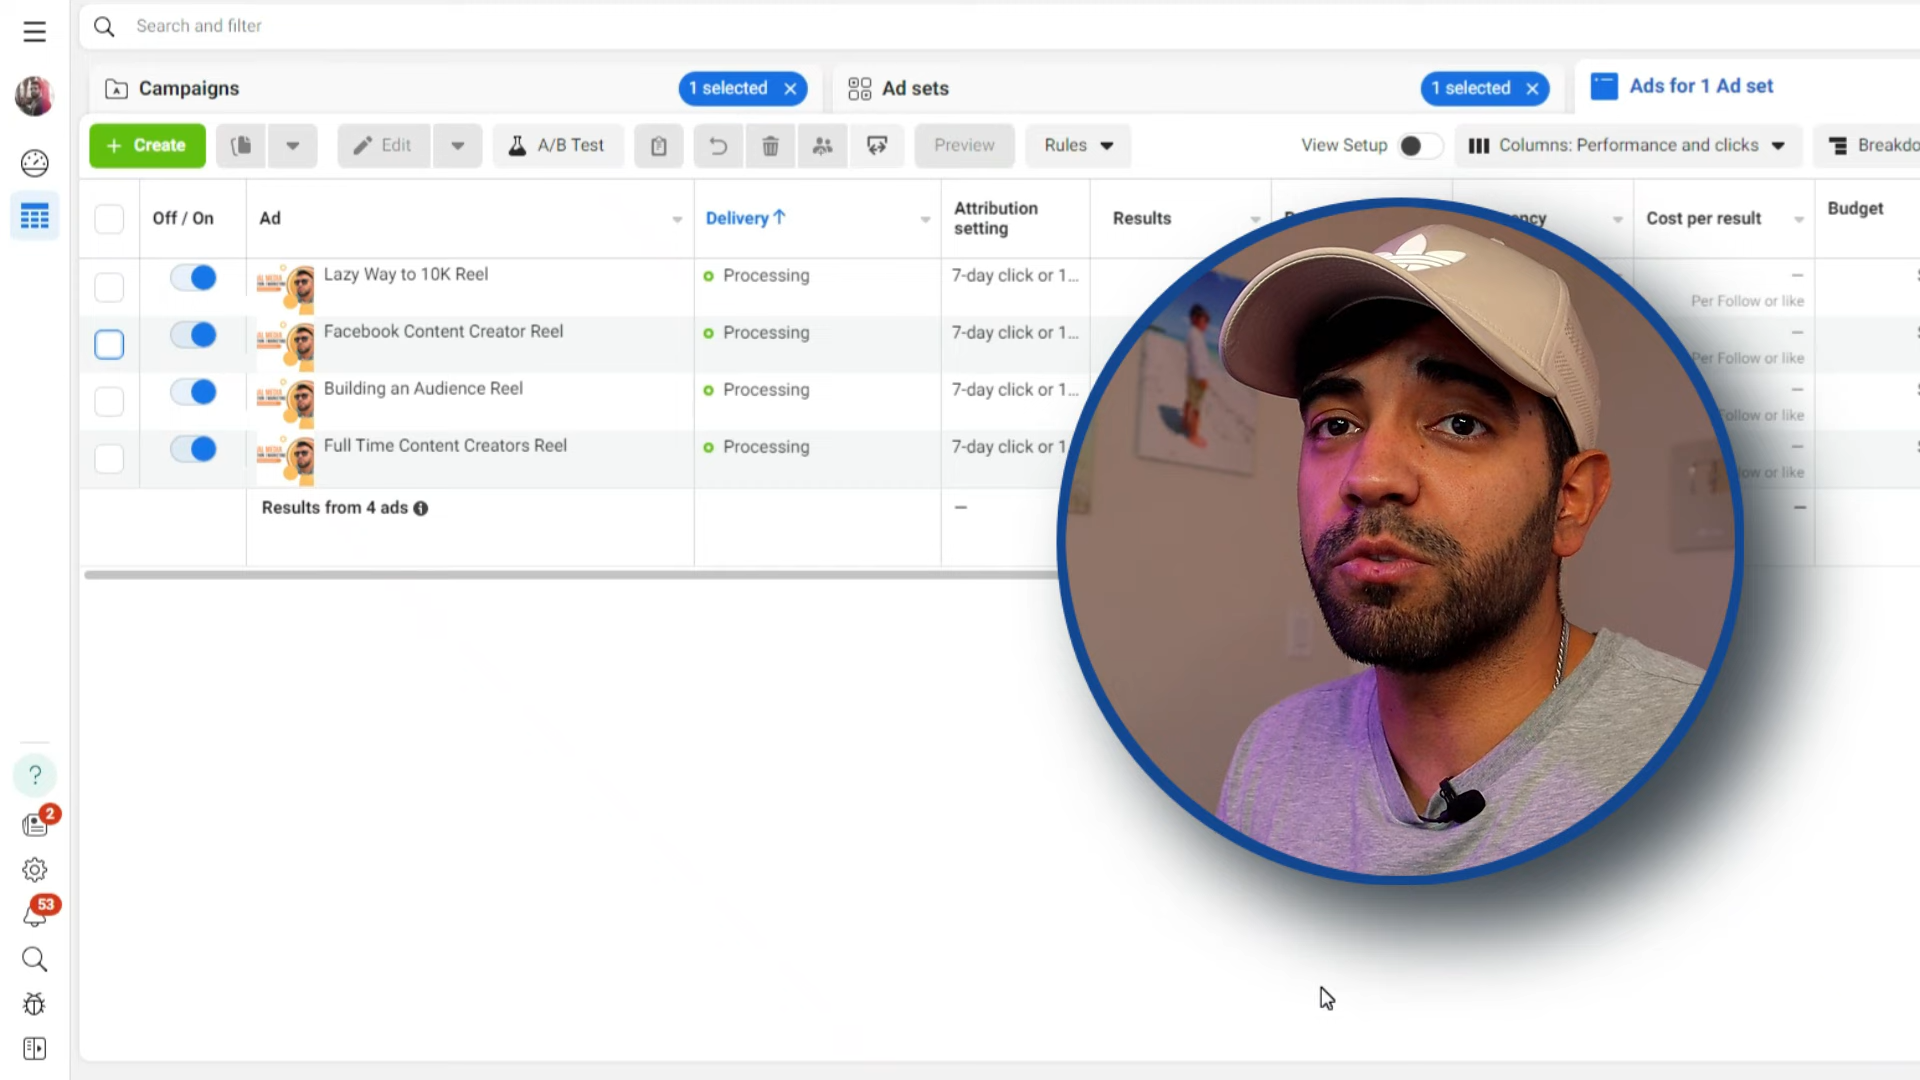 Search and filter
Campaigns
1 selected
Ad sets
1 selected
Ads for 1 Ad set
+ Create
Edit
A/B Test
Preview
Rules
View Setup
Columns: Performance and clicks
Off / On
Ad
Delivery ↑
Attribution
setting
Results
Cost per result
Budget
Lazy Way to 10K Reel
Processing
7-day click or 1...
Per Follow or like
Facebook Content Creator Reel
Processing
7-day click or 1...
Per Follow or like
Building an Audience Reel
Processing
7-day click or 1...
or like
Full Time Content Creators Reel
Processing
7-day click or 1
or like
Results from 4 ads
—
—
?
2
53